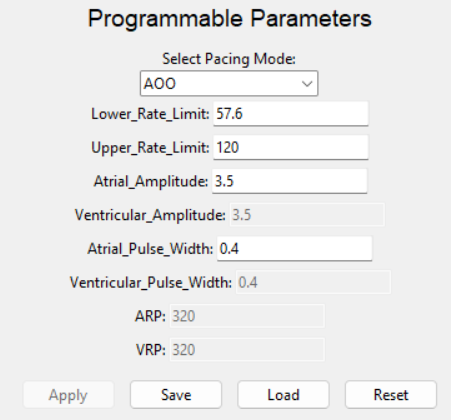 Programmable Parameters
Select Pacing Mode:
AOO
Lower_Rate_Limit: 57.6
Upper_Rate_Limit: 120
Atrial_Amplitude: 3.5
Ventricular_Amplitude: 3.5
Atrial_Pulse_Width: 0.4
Ventricular_Pulse_Width: 0.4
ARP: 320
VRP: 320
Apply Save Load Reset